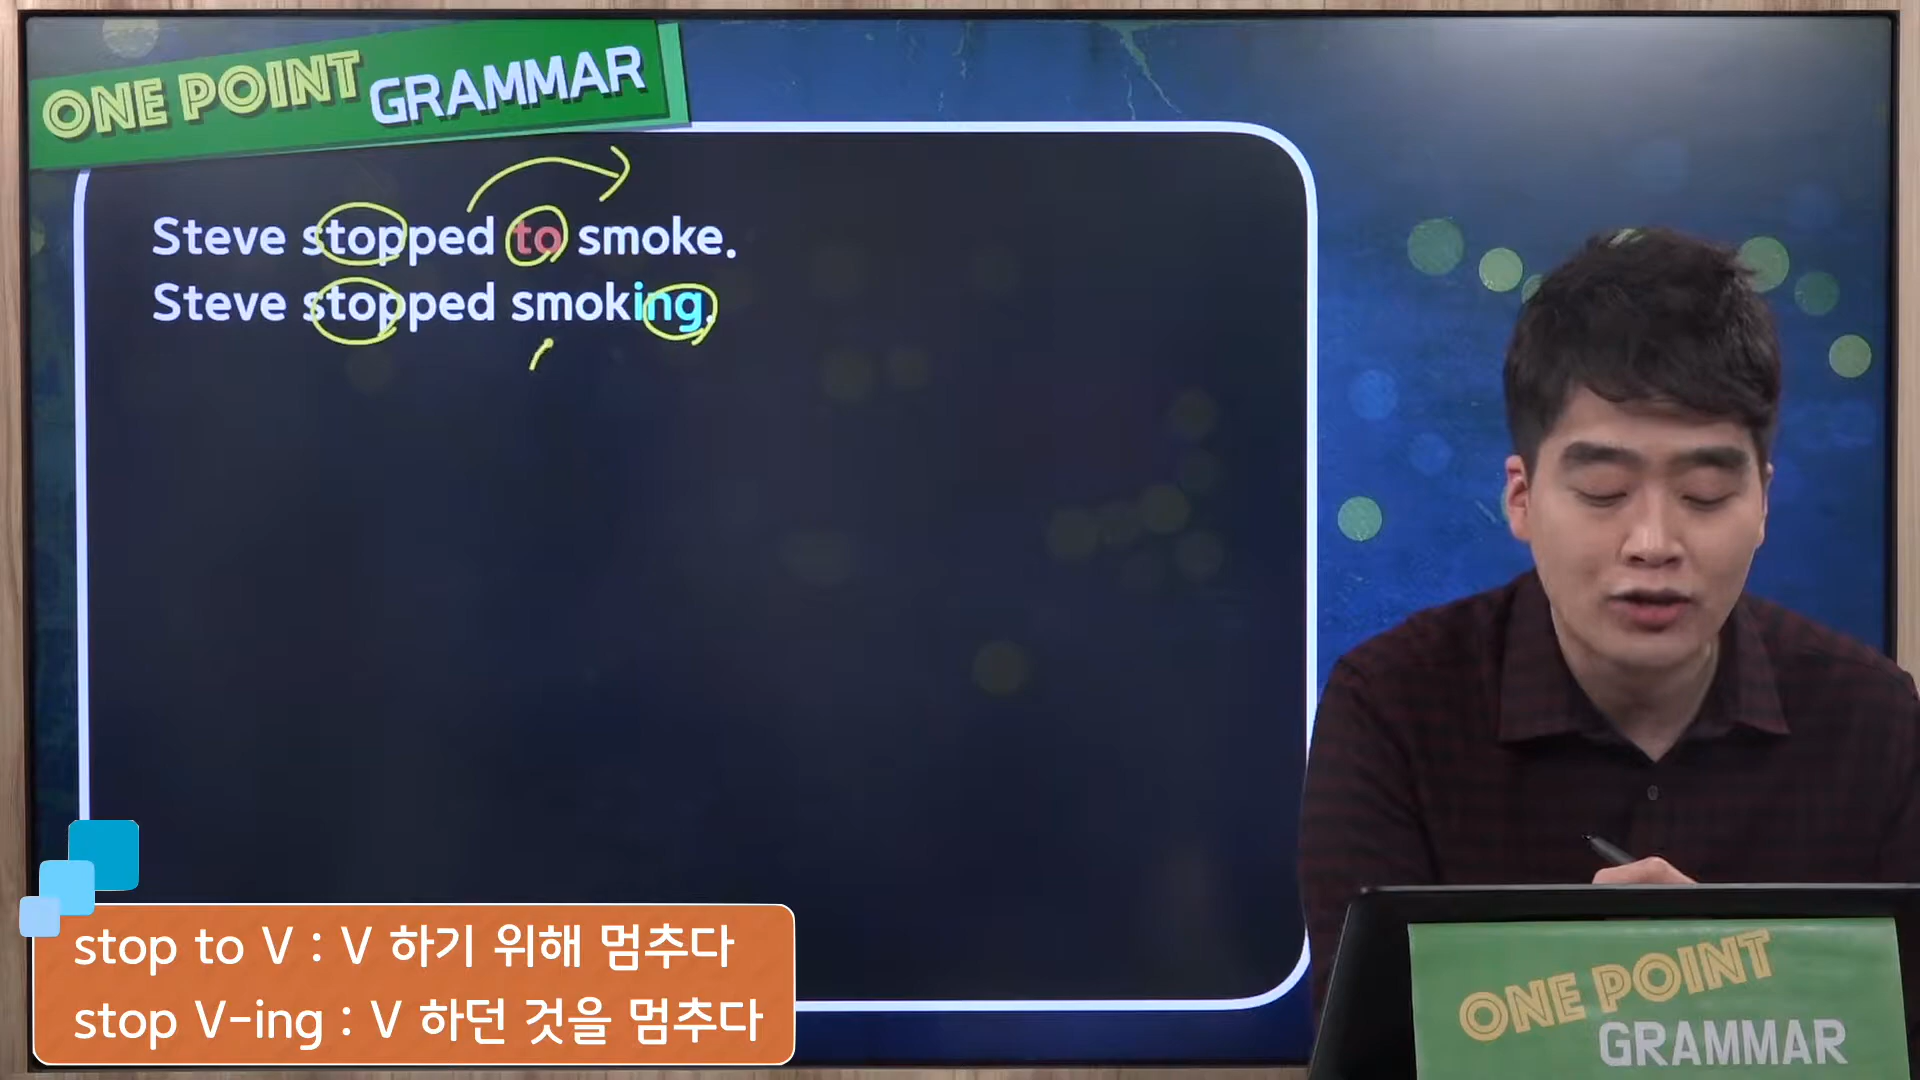 ONE POINT GRAMMAR
Steve stopped to smoke.
Steve stopped smoking.
stop to V : V 하기 위해 멈추다
stop V-ing : V 하던 것을 멈추다
ONE POINT
GRAMMAR